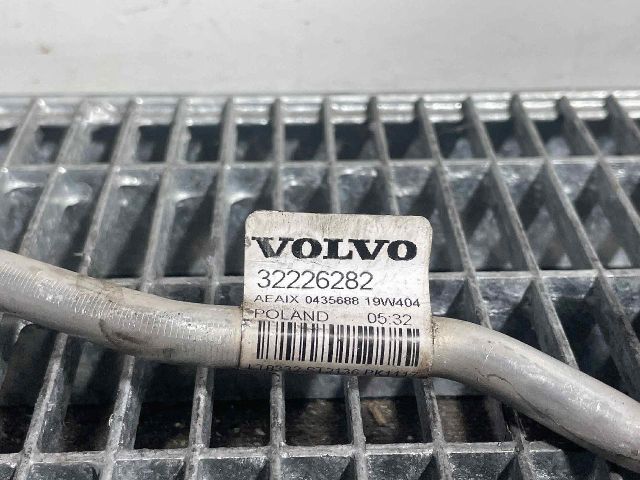 VOLVO
32226282
AEAIX 0435688 19W404
POLAND 05:32